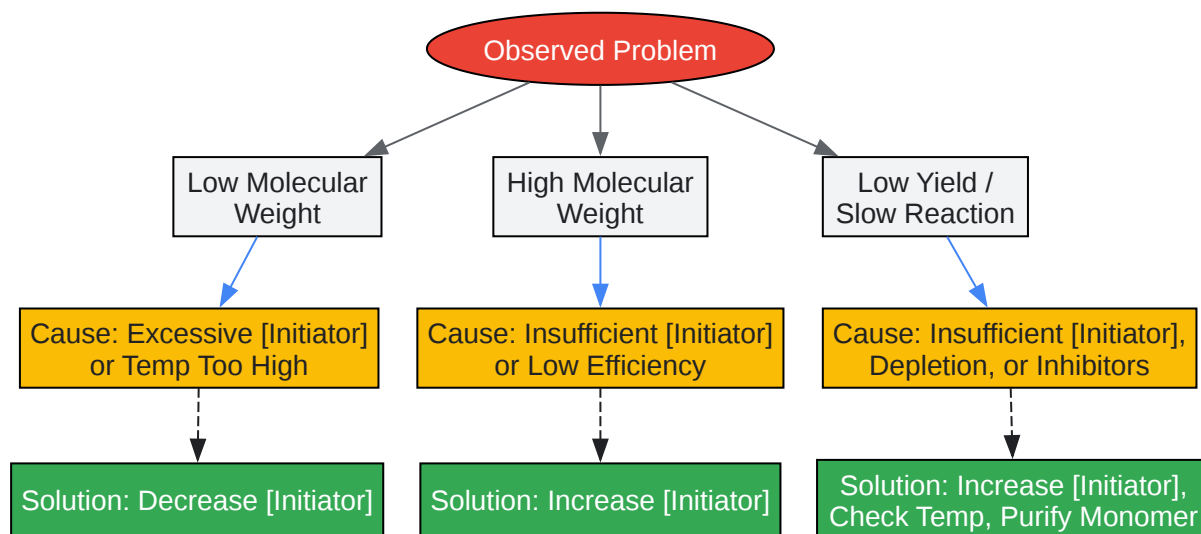 Observed Problem
Low Molecular
Weight
High Molecular
Weight
Low Yield /
Slow Reaction
Cause: Excessive [Initiator]
or Temp Too High
Cause: Insufficient [Initiator]
or Low Efficiency
Cause: Insufficient [Initiator],
Depletion, or Inhibitors
Solution: Decrease [Initiator]
Solution: Increase [Initiator]
Solution: Increase [Initiator],
Check Temp, Purify Monomer